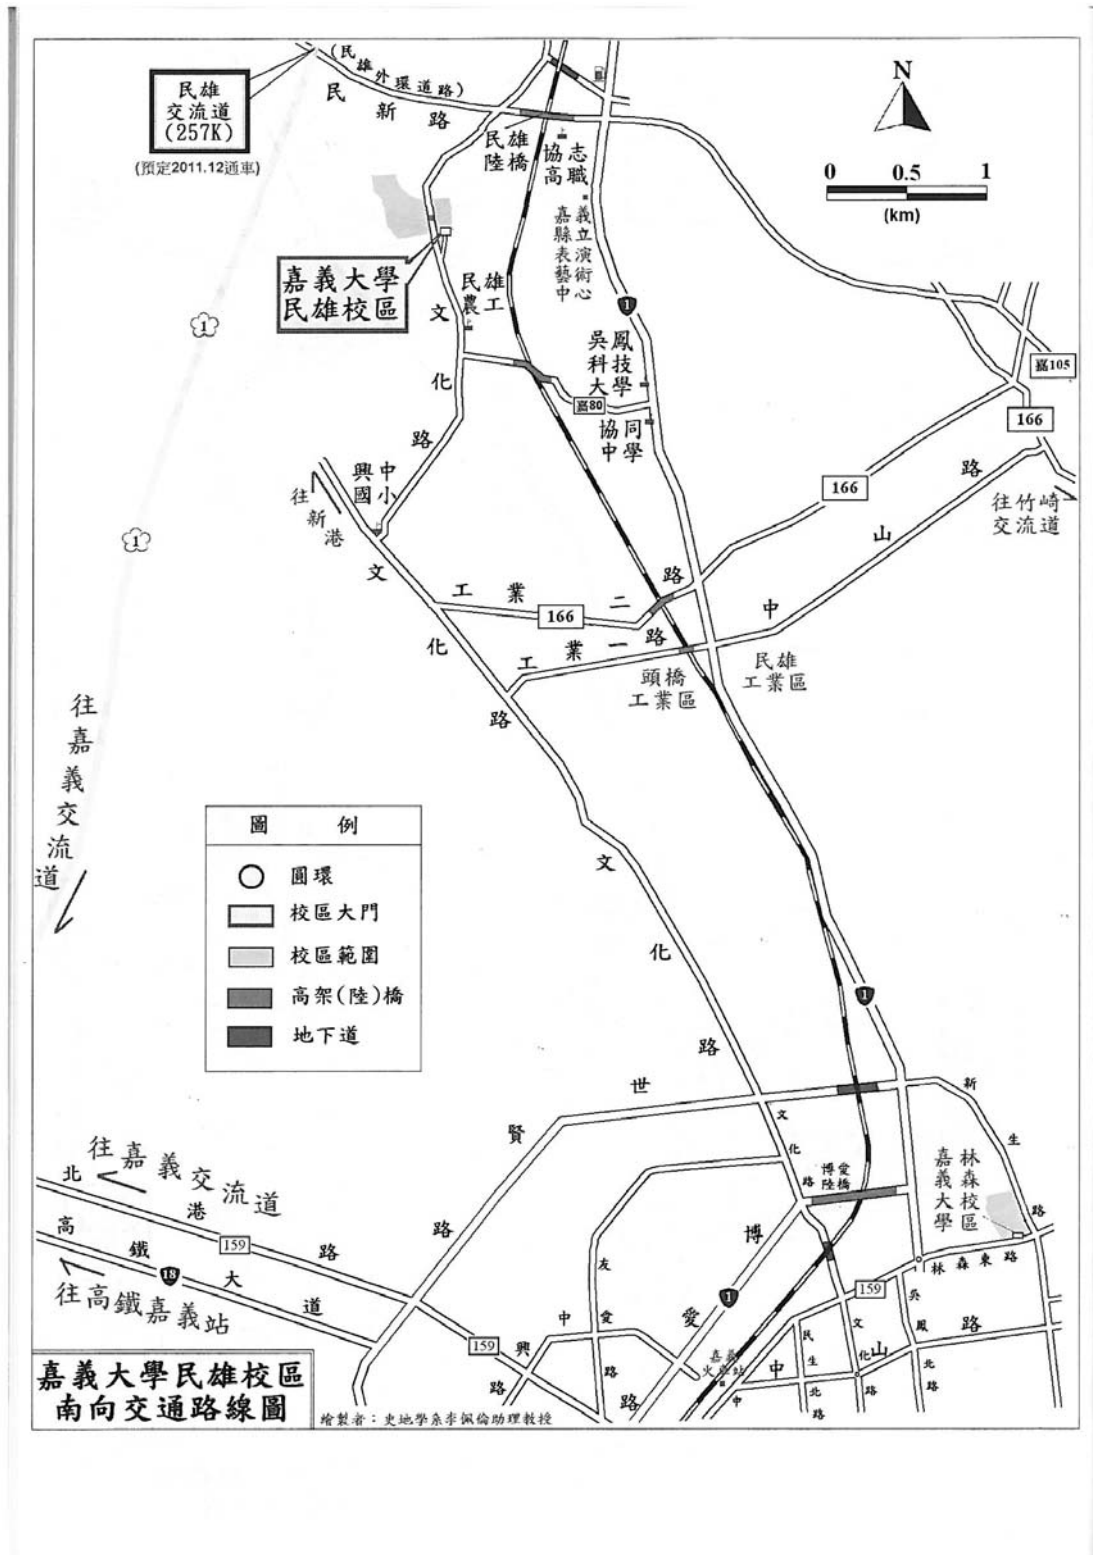 (民雄外環道路)
民新路
民雄
交流道
(257K)
(預定2011.12通車)
N
0 0.5 1
(km)
民雄
陸橋
協志
高職
嘉義
縣立
表演
藝術
中心
嘉義大學
民雄校區
民雄
農工
1
1
文化路
吳鳳
科技
大學
嘉80
協同
中學
嘉105
166
166
往竹崎
交流道
中山路
興中
國小
往新港
文化路
工業二路
166
工業一路
頭橋
工業區
民雄
工業區
1
往嘉義交流道
圖 例
圓環
校區大門
校區範圍
高架(陸)橋
地下道
文化路
1
世賢路
新生路
文化路
博愛
陸橋
嘉義大學
林森校區
往嘉義交流道
北港路
159
高鐵大道
18
往高鐵嘉義站
友愛路
博愛路
1
林森東路
159
吳鳳北路
文化路
民生北路
中山路
嘉義
火車站
中興路
159
中
嘉義大學民雄校區
南向交通路線圖
繪製者：史地學系李佩倫助理教授